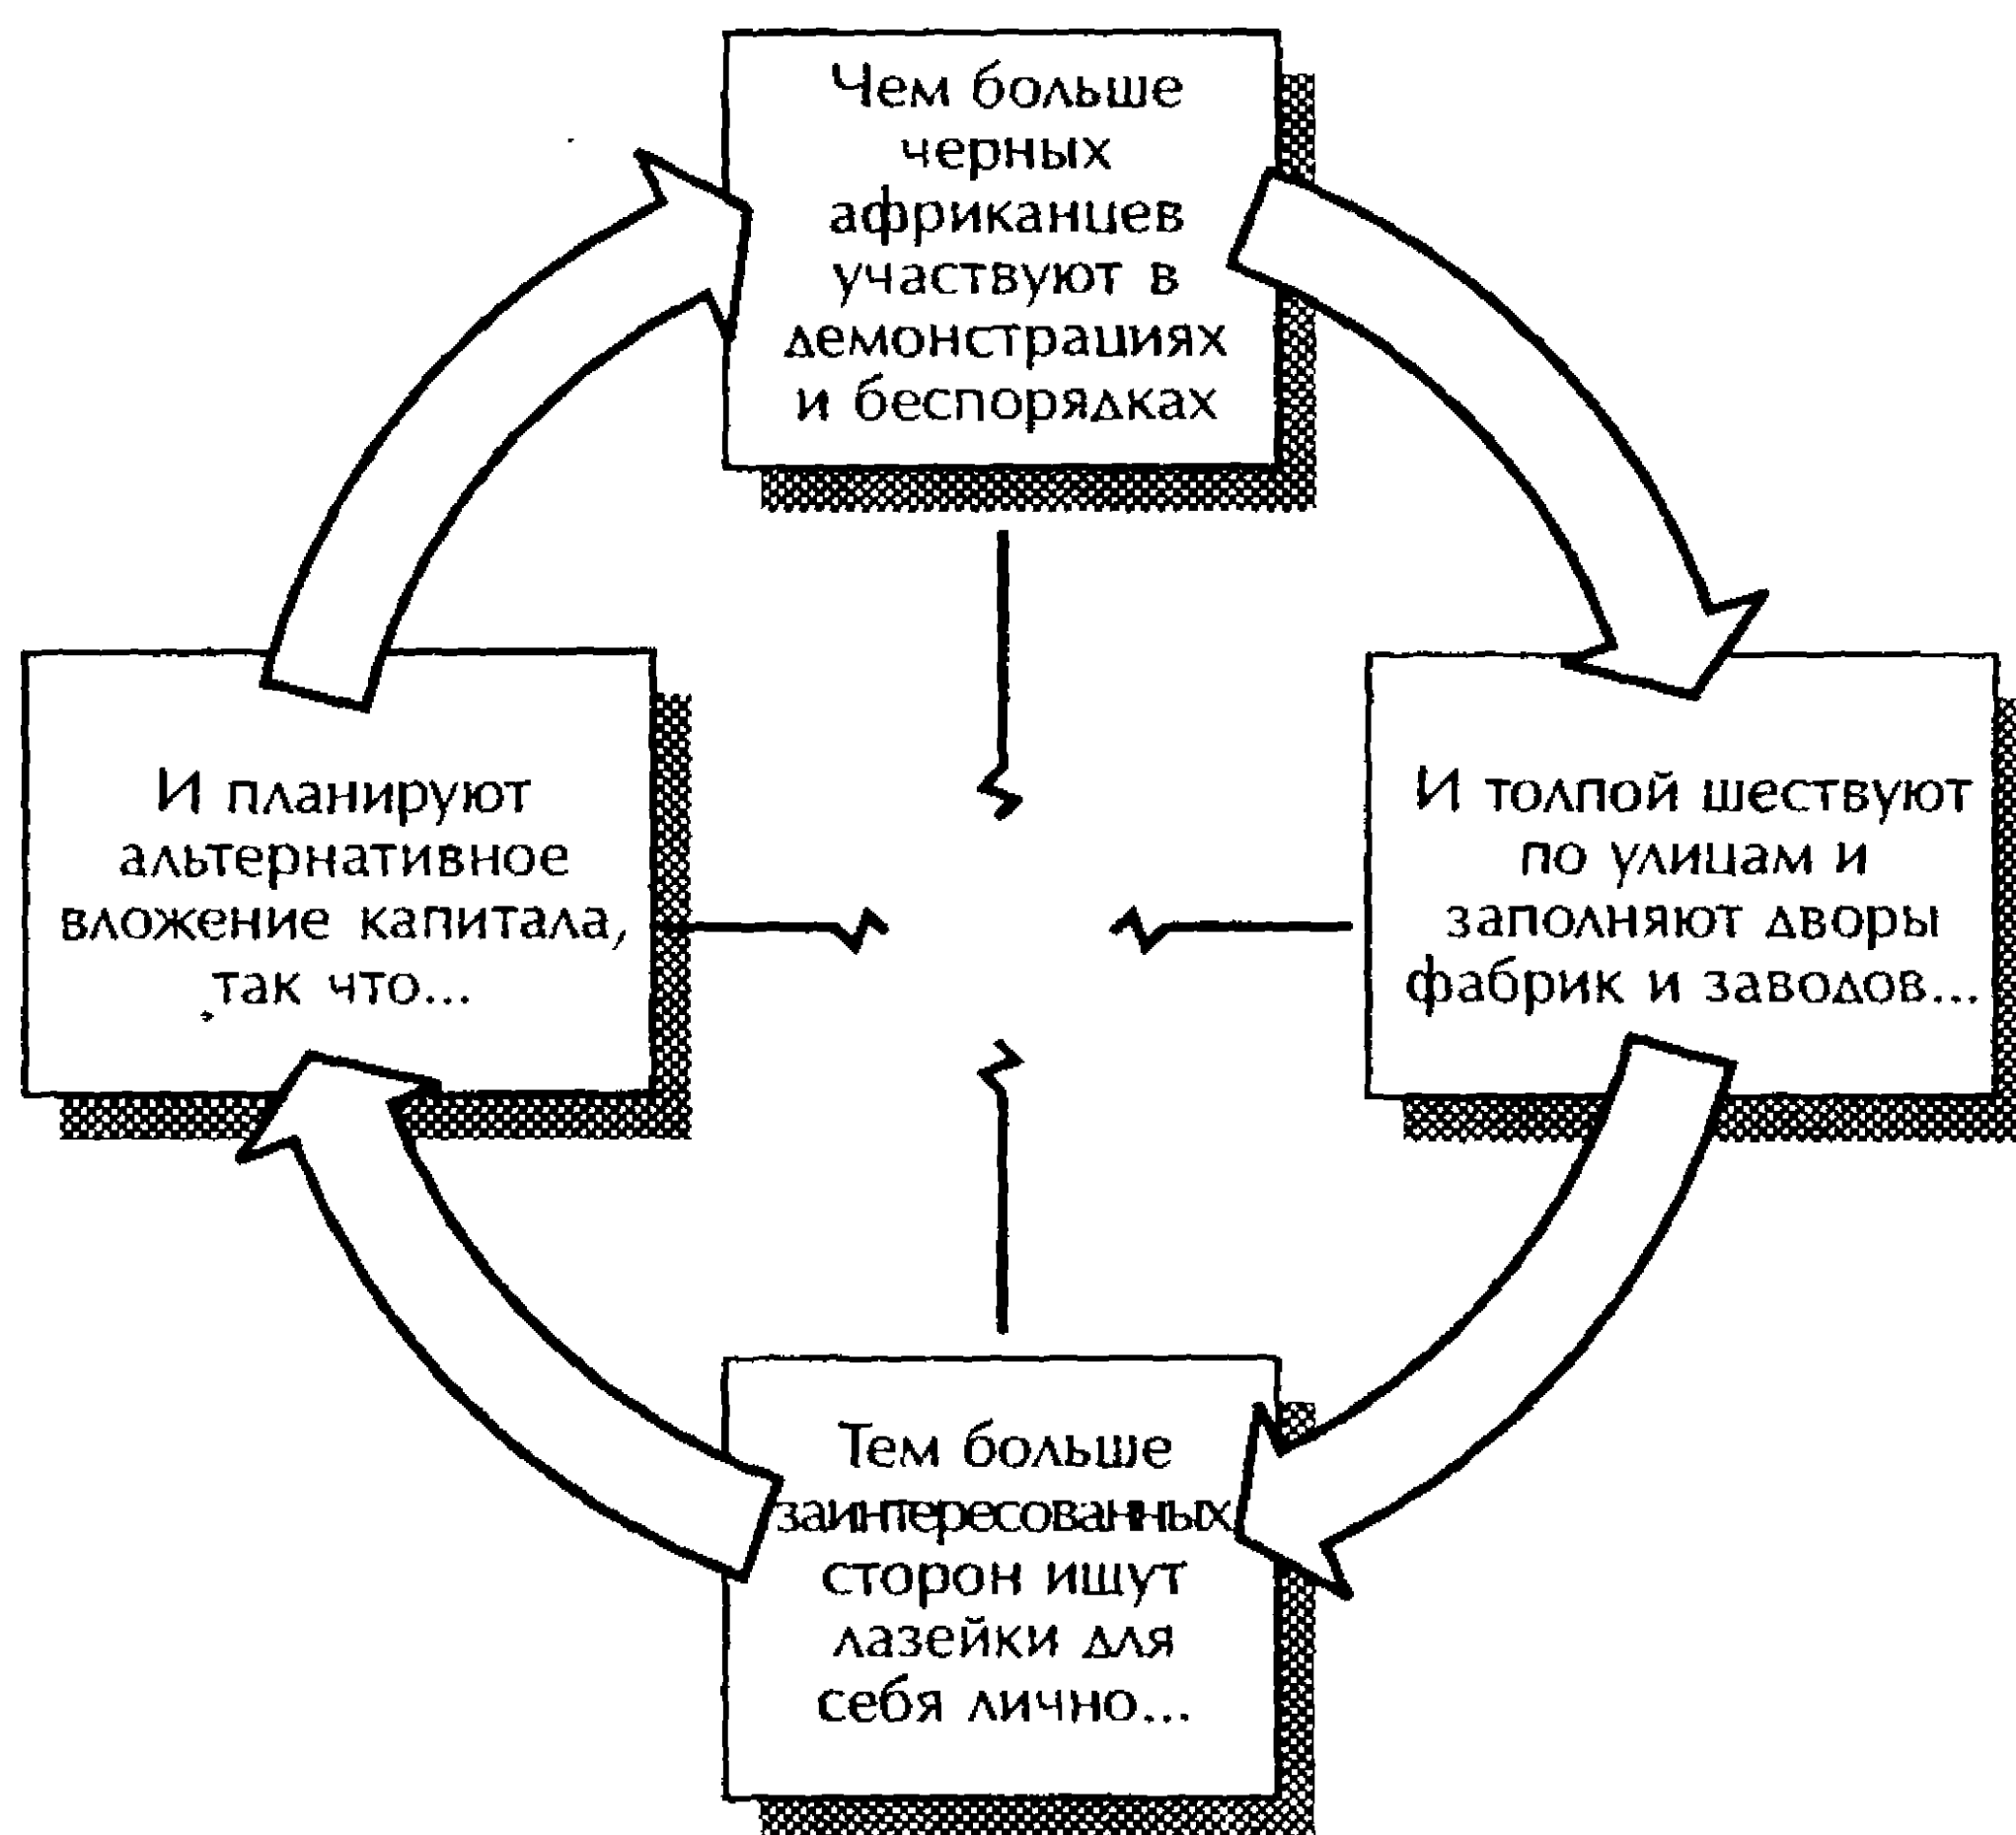 Чем больше
черных
африканцев
участвуют в
демонстрациях
и беспорядках
И толпой шествуют
по улицам и
заполняют дворы
фабрик и заводов...
Тем больше
заинтересованных
сторон ищут
лазейки для
себя лично...
И планируют
альтернативное
вложение капитала,
так что...